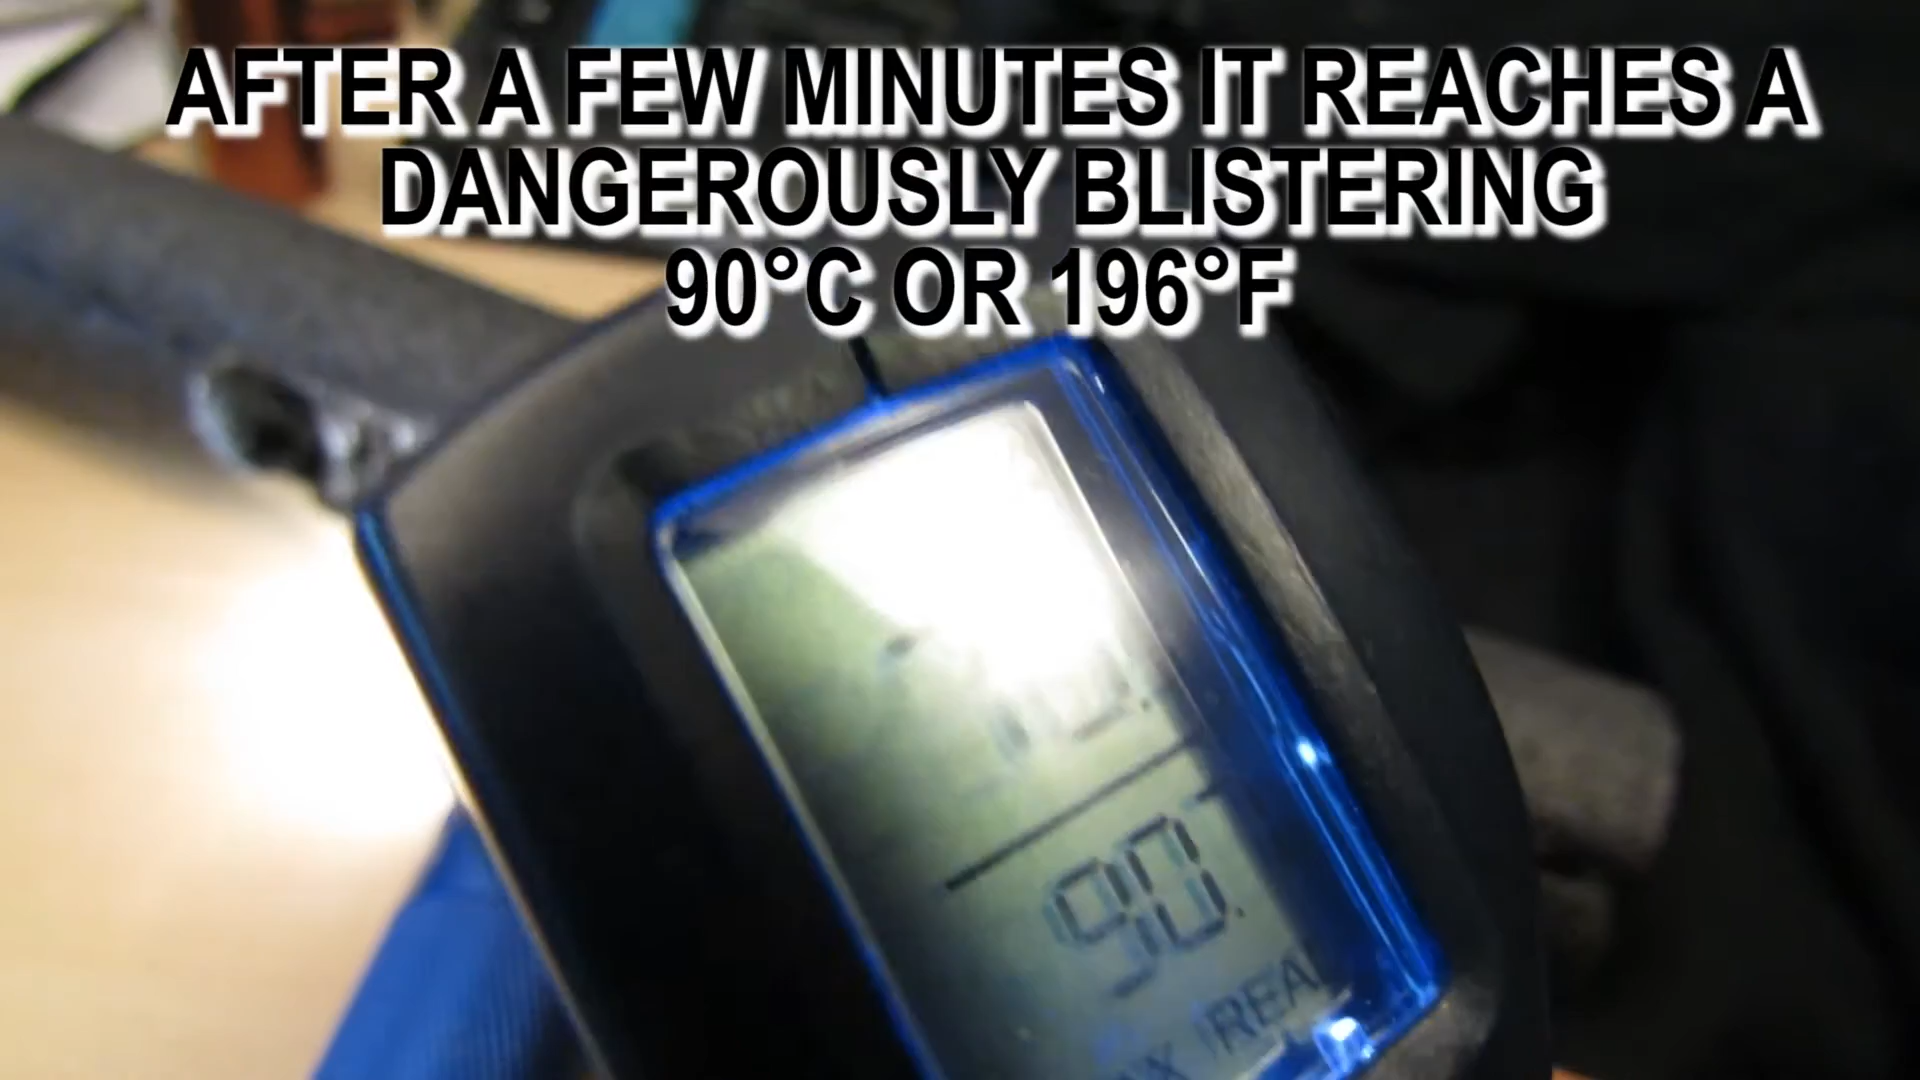 AFTER A FEW MINUTES IT REACHES A
DANGEROUSLY BLISTERING
90°C OR 196°F
90.